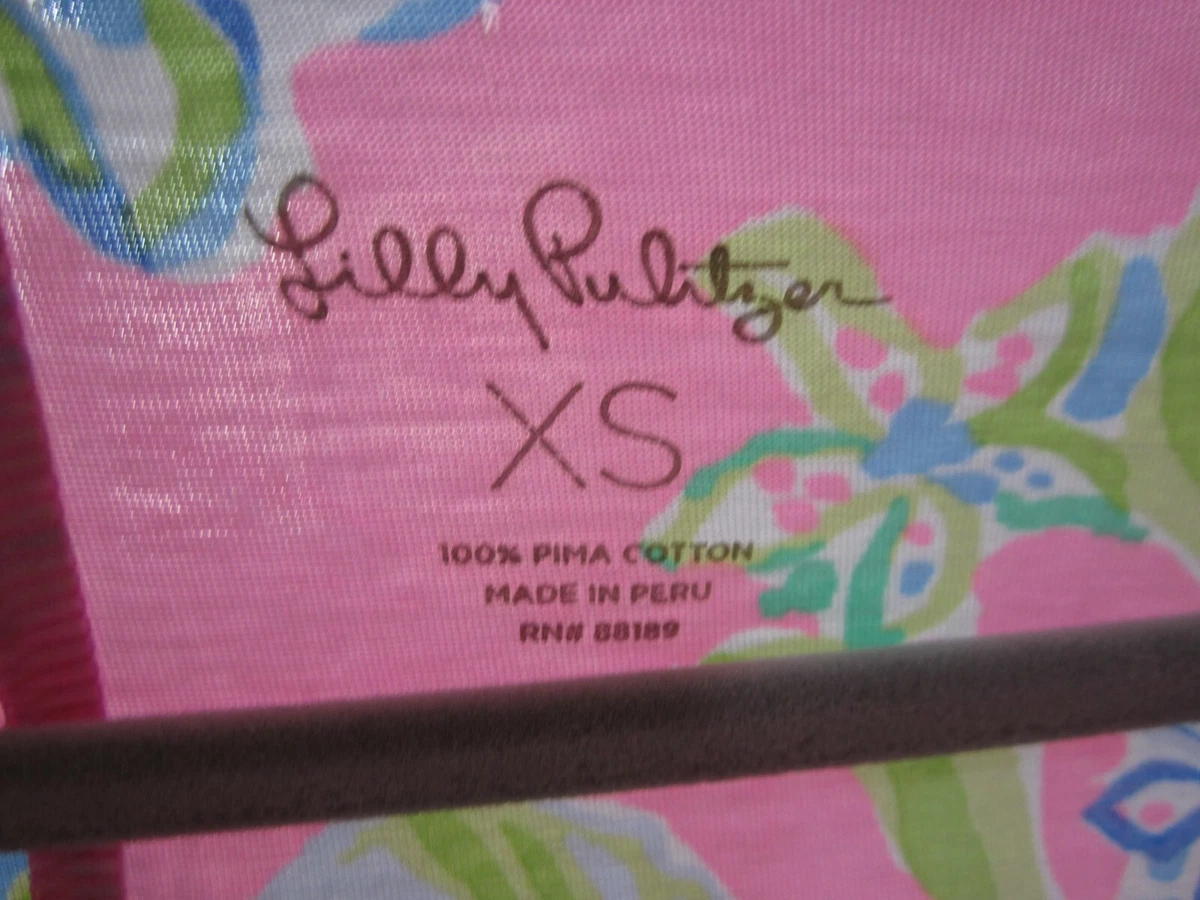 Lilly Pulitzer
XS
100% PIMA COTTON
MADE IN PERU
RN# 88189